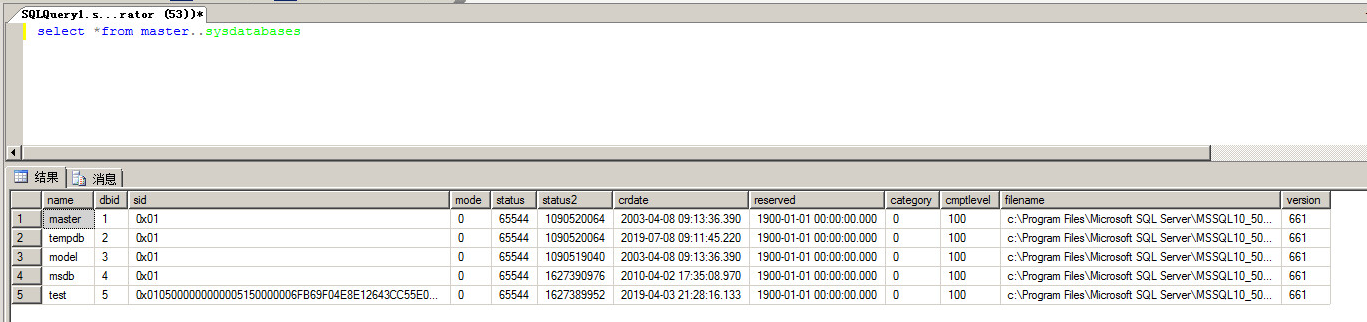 SQLQuery1.s...rator (53))*
select *from master..sysdatabases
结果 消息
name dbid sid mode status status2 crdate reserved category cmptlevel filename version
1 master 1 0x01 0 65544 1090520064 2003-04-08 09:13:36.390 1900-01-01 00:00:00.000 0 100 c:\Program Files\Microsoft SQL Server\MSSQL10_50... 661
2 tempdb 2 0x01 0 65544 1090520064 2019-07-08 09:11:45.220 1900-01-01 00:00:00.000 0 100 c:\Program Files\Microsoft SQL Server\MSSQL10_50... 661
3 model 3 0x01 0 65544 1090519040 2003-04-08 09:13:36.390 1900-01-01 00:00:00.000 0 100 c:\Program Files\Microsoft SQL Server\MSSQL10_50... 661
4 msdb 4 0x01 0 65544 1627390976 2010-04-02 17:35:08.970 1900-01-01 00:00:00.000 0 100 c:\Program Files\Microsoft SQL Server\MSSQL10_50... 661
5 test 5 0x0105000000000005150000006FB69F04E8E12643CC55E0... 0 65544 1627389952 2019-04-03 21:28:16.133 1900-01-01 00:00:00.000 0 100 c:\Program Files\Microsoft SQL Server\MSSQL10_50... 661